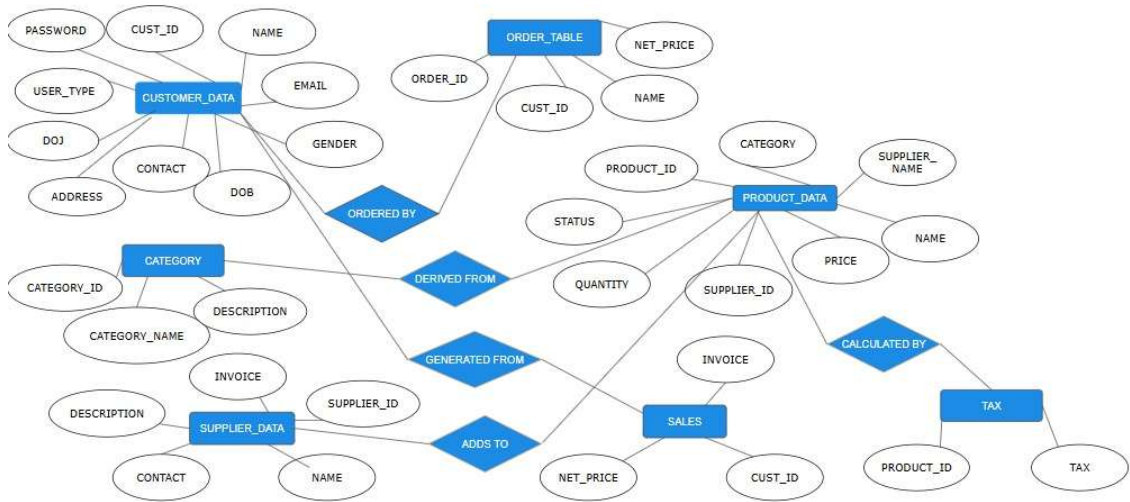 PASSWORD
CUST_ID
NAME
USER_TYPE
CUSTOMER_DATA
EMAIL
DOJ
GENDER
CONTACT
ADDRESS
DOB
ORDER_TABLE
NET_PRICE
ORDER_ID
CUST_ID
NAME
CATEGORY
SUPPLIER_
NAME
PRODUCT_ID
PRODUCT_DATA
STATUS
NAME
PRICE
QUANTITY
SUPPLIER_ID
ORDERED BY
CATEGORY
DERIVED FROM
CATEGORY_ID
DESCRIPTION
CATEGORY_NAME
GENERATED FROM
CALCULATED BY
INVOICE
INVOICE
DESCRIPTION
SUPPLIER_ID
SUPPLIER_DATA
ADDS TO
SALES
TAX
CONTACT
NAME
NET_PRICE
CUST_ID
PRODUCT_ID
TAX